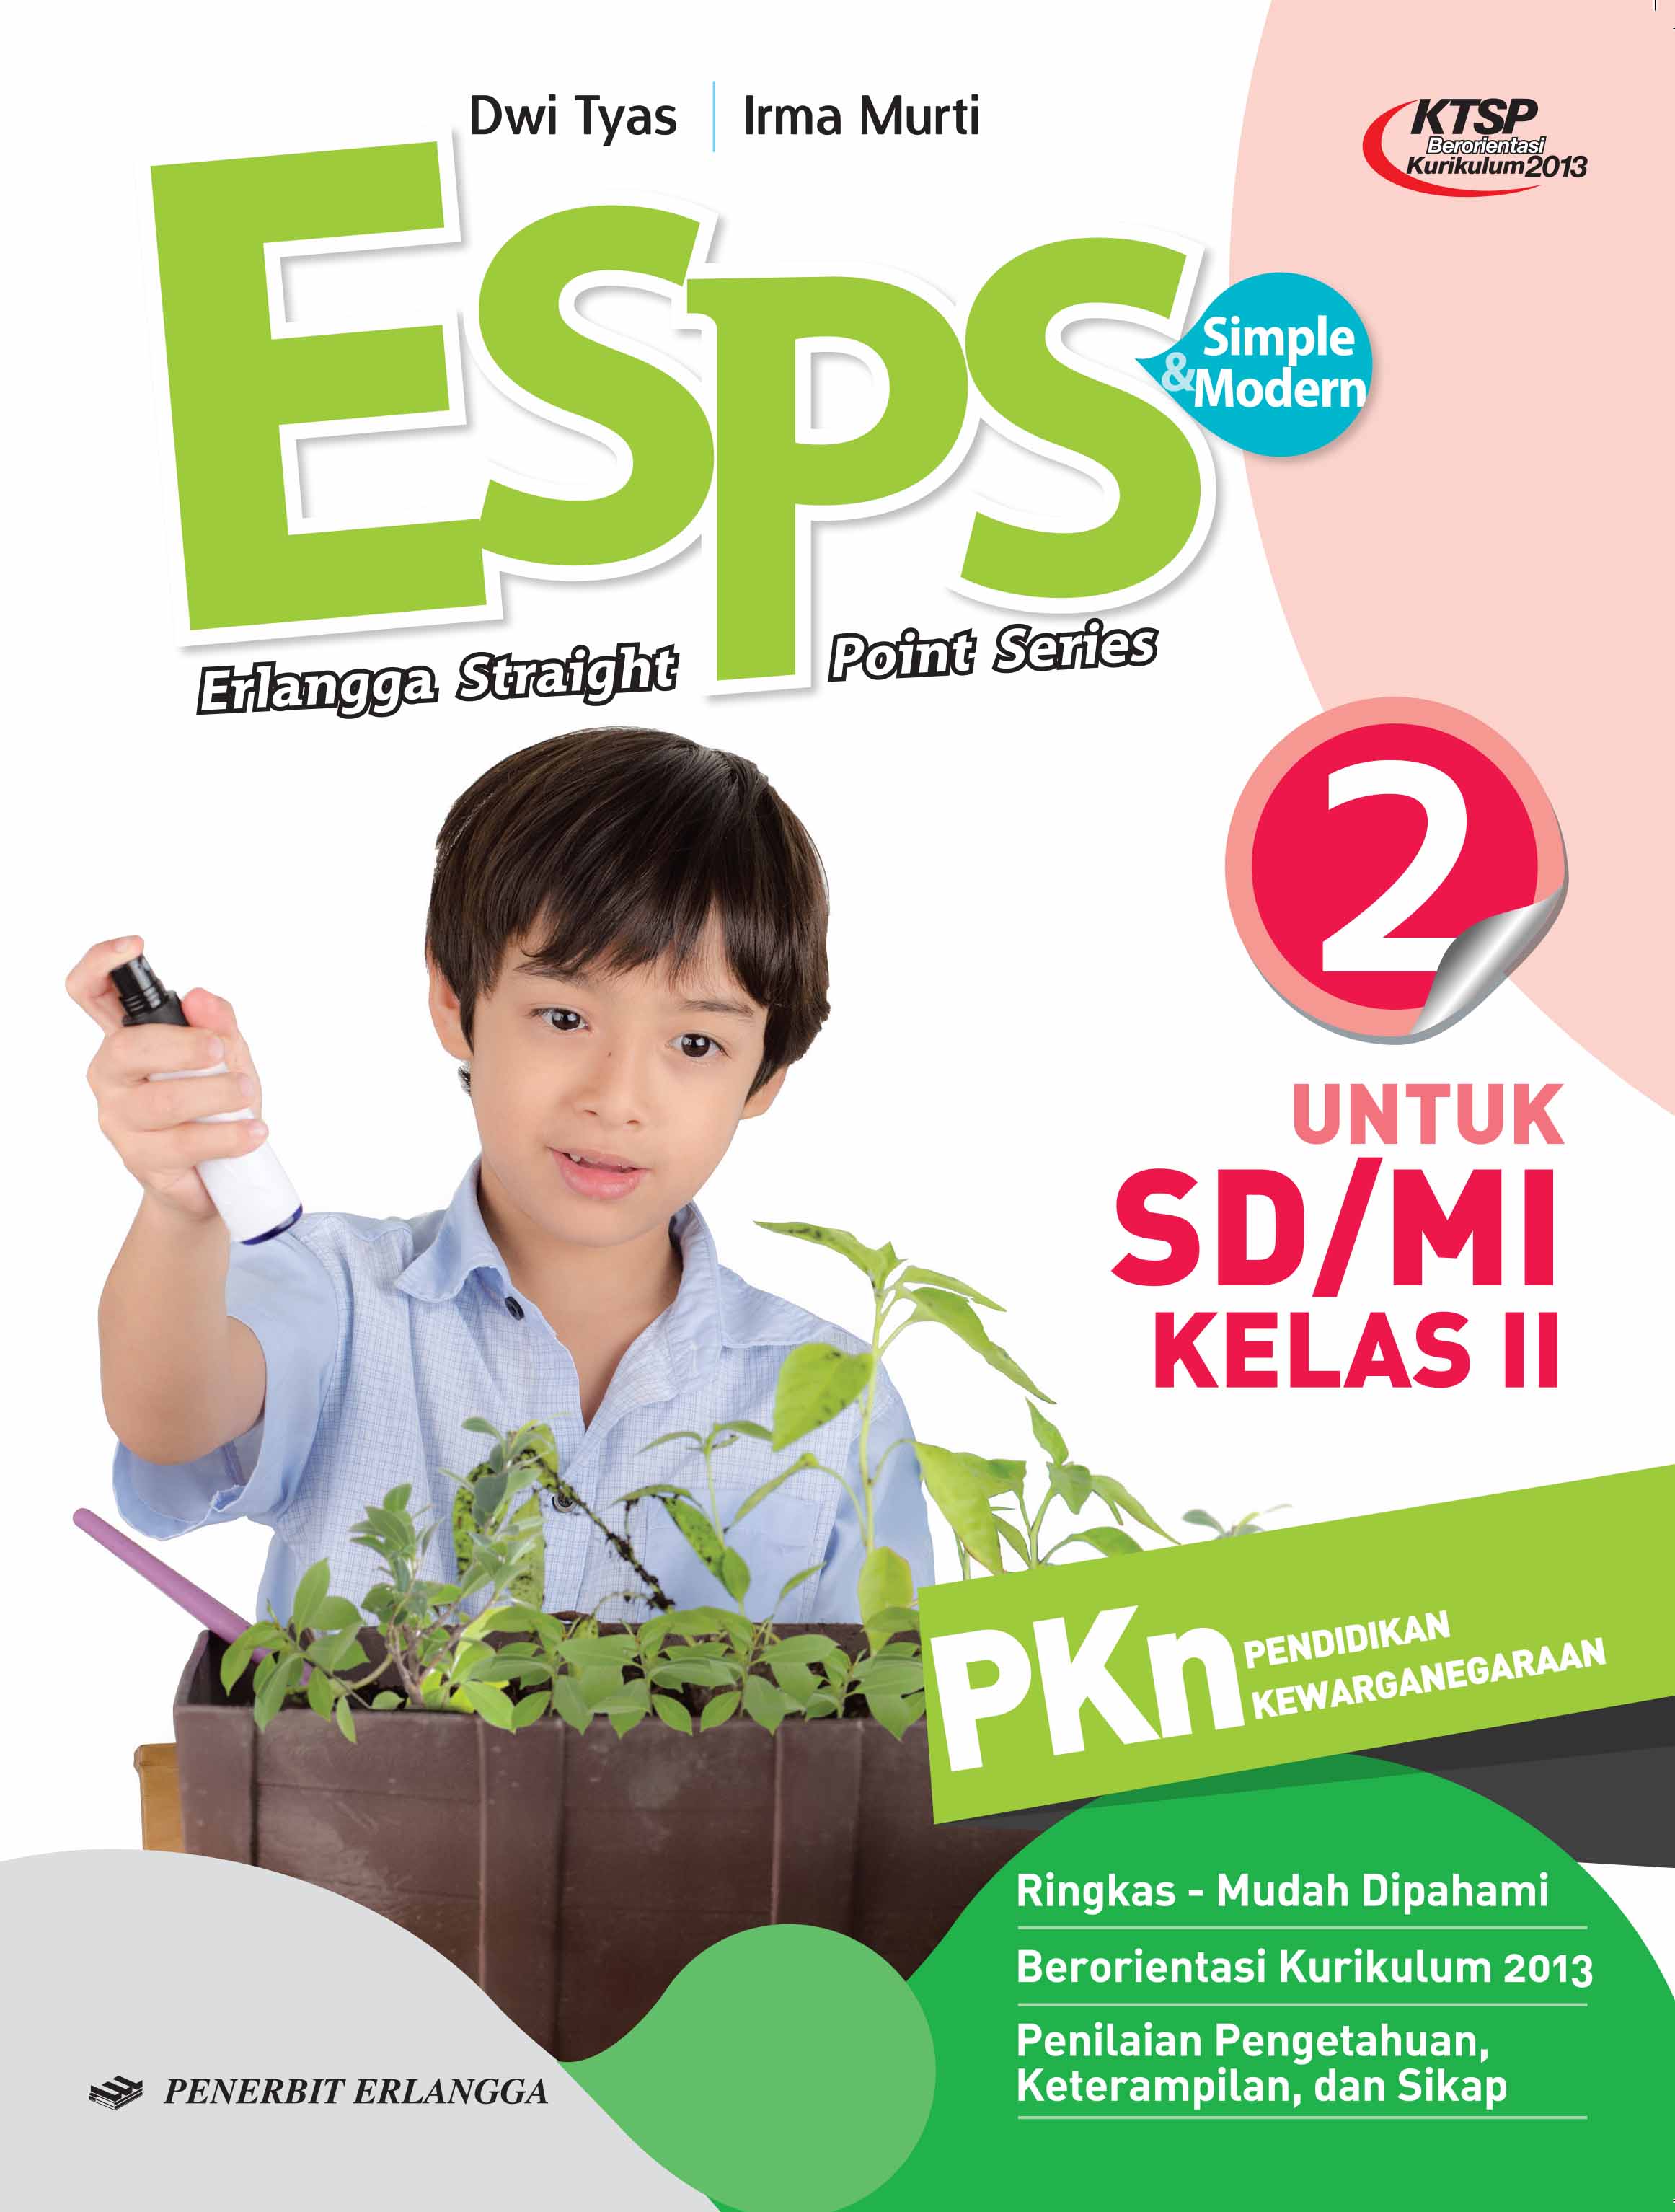 Dwi Tyas | Irma Murti
KTSP
Berorientasi
Kurikulum2013
ESPS
Simple
&Modern
Erlangga Straight Point Series
2
UNTUK
SD/MI
KELAS II
PKn
PENDIDIKAN
KEWARGANEGARAAN
Ringkas - Mudah Dipahami
Berorientasi Kurikulum 2013
Penilaian Pengetahuan,
Keterampilan, dan Sikap
PENERBIT ERLANGGA